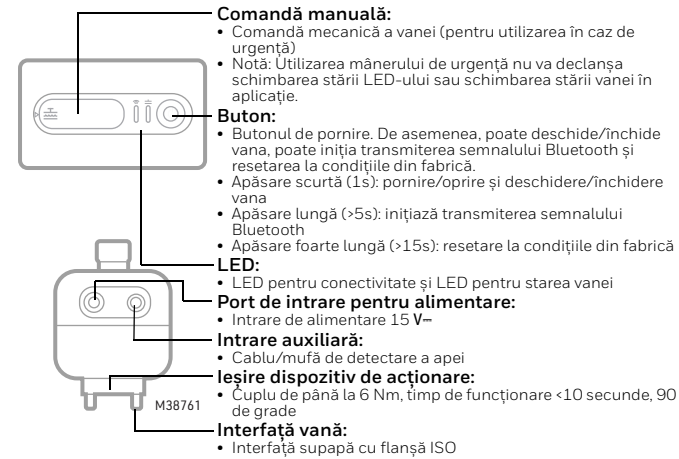 Comandă manuală:
• Comandă mecanică a vanei (pentru utilizarea în caz de
urgență)
• Notă: Utilizarea mânerului de urgență nu va declanșa
schimbarea stării LED-ului sau schimbarea stării vanei în
aplicație.
Buton:
• Butonul de pornire. De asemenea, poate deschide/închide
vana, poate iniția transmiterea semnalului Bluetooth și
resetarea la condițiile din fabrică.
• Apăsare scurtă (1s): pornire/oprire și deschidere/închidere
vana
• Apăsare lungă (>5s): inițiază transmiterea semnalului
Bluetooth
• Apăsare foarte lungă (>15s): resetare la condițiile din fabrică
LED:
• LED pentru conectivitate și LED pentru starea vanei
Port de intrare pentru alimentare:
• Intrare de alimentare 15 V⎓
Intrare auxiliară:
• Cablu/mufă de detectare a apei
Ieșire dispozitiv de acționare:
• Cuplu de până la 6 Nm, timp de funcționare <10 secunde, 90
de grade
M38761
Interfață vană:
• Interfață supapă cu flanșă ISO